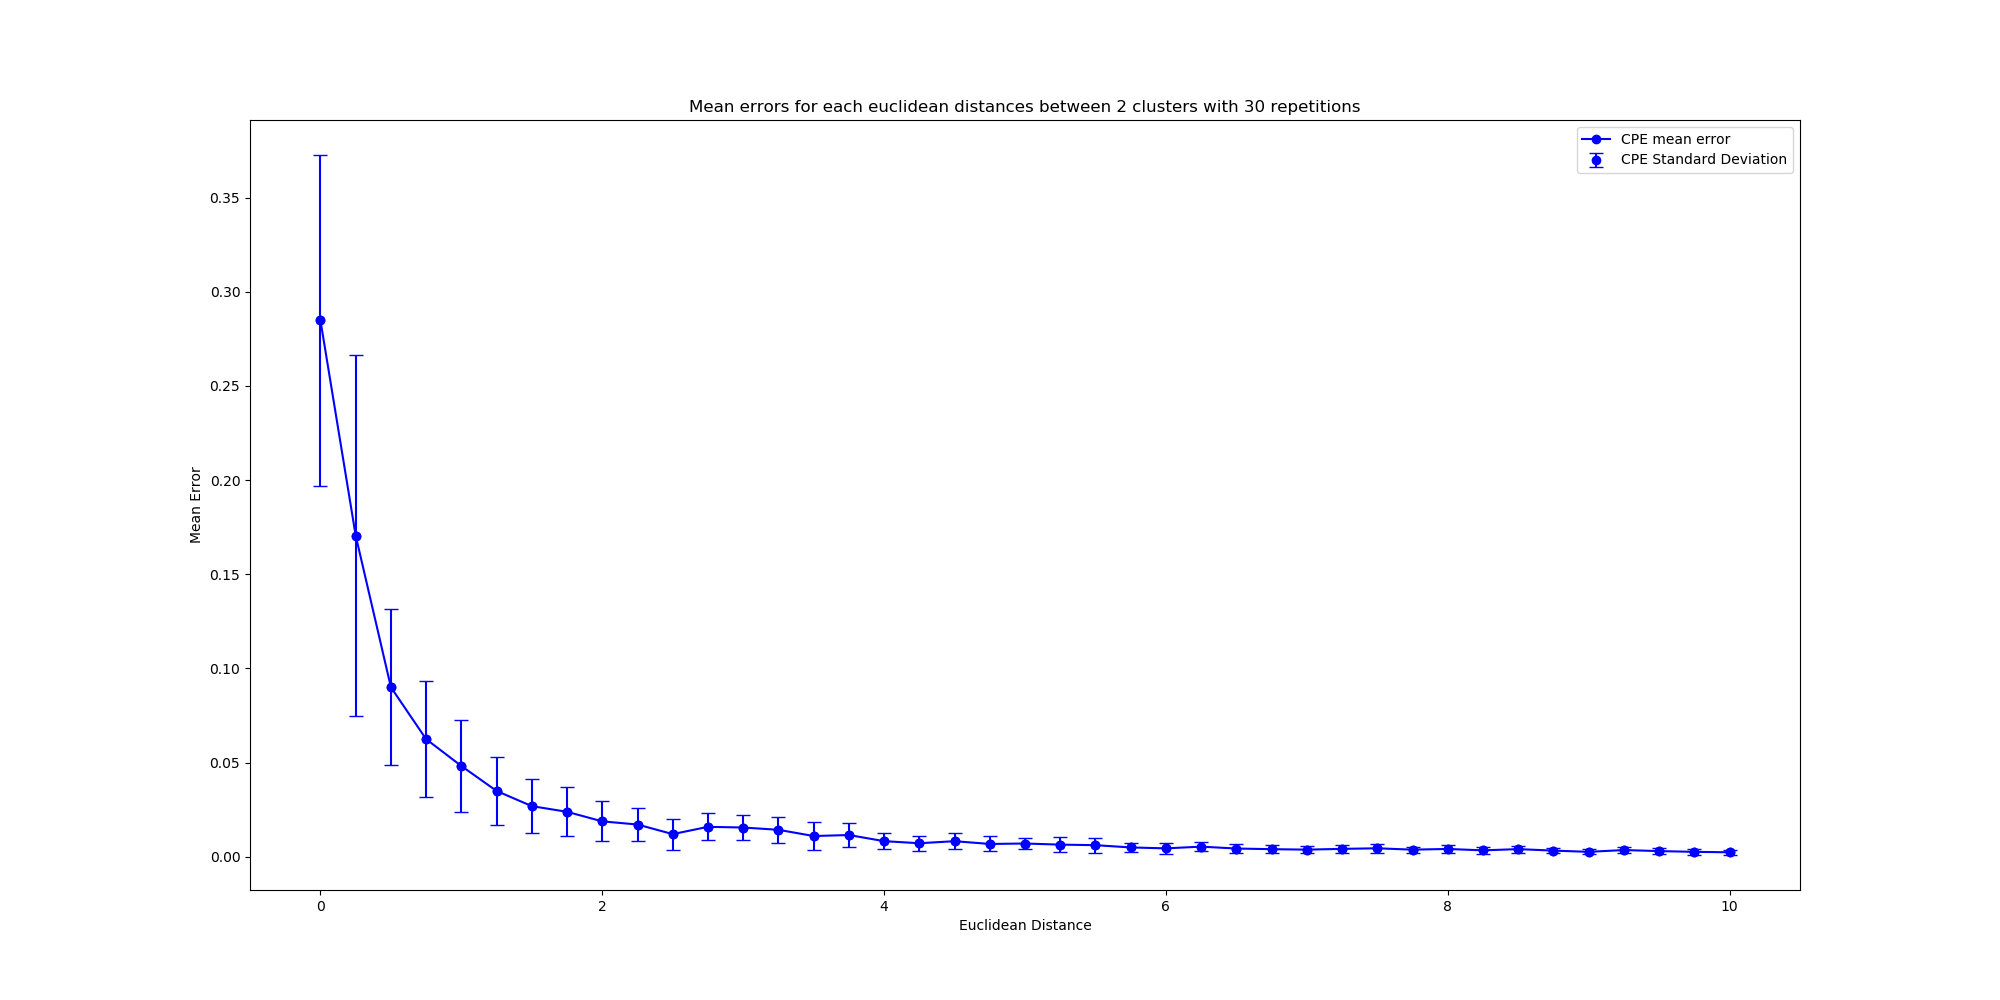 Mean errors for each euclidean distances between 2 clusters with 30 repetitions
CPE mean error
CPE Standard Deviation
0.35
0.30
0.25
0.20
0.15
0.10
0.05
0.00
Mean Error
0 2 4 6 8 10
Euclidean Distance